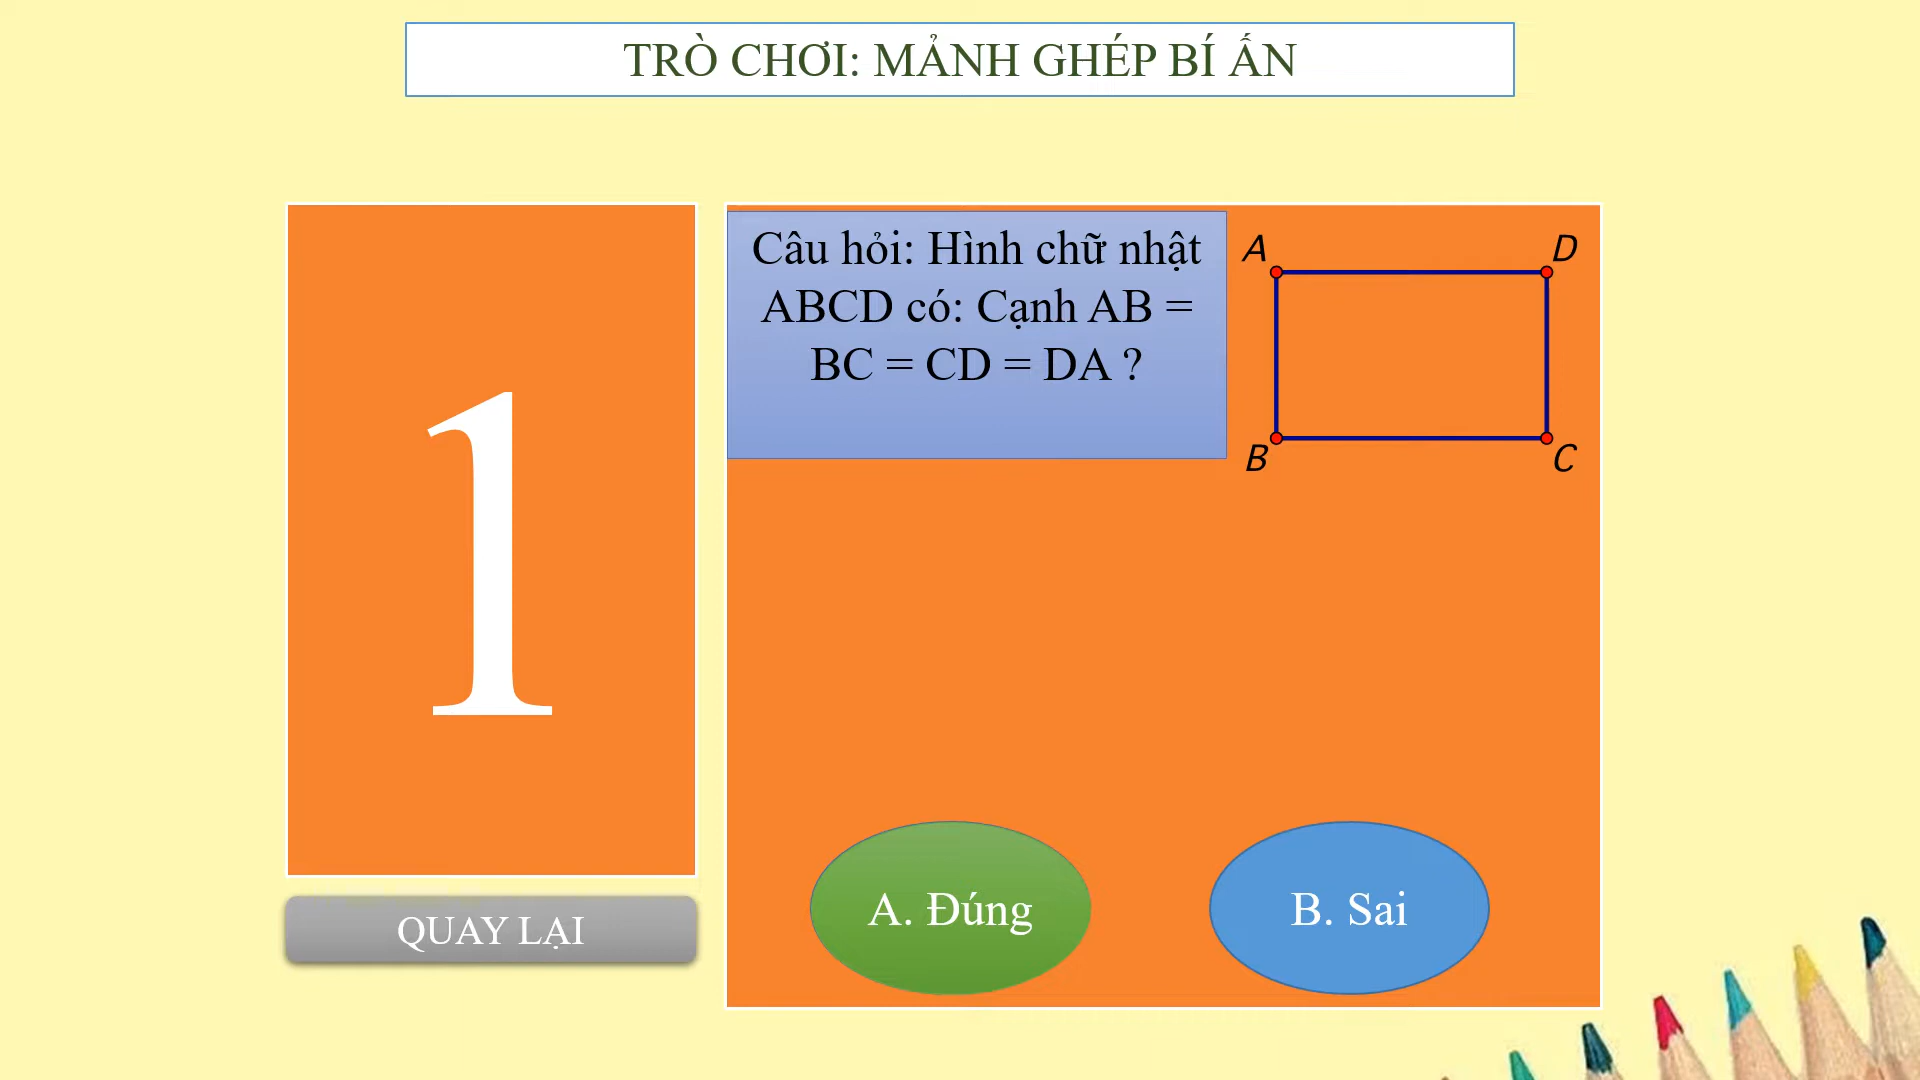 TRÒ CHƠI: MẢNH GHÉP BÍ ẨN
1
Câu hỏi: Hình chữ nhật
ABCD có: Cạnh AB =
BC = CD = DA ?
A
D
B
C
A. Đúng
B. Sai
QUAY LẠI